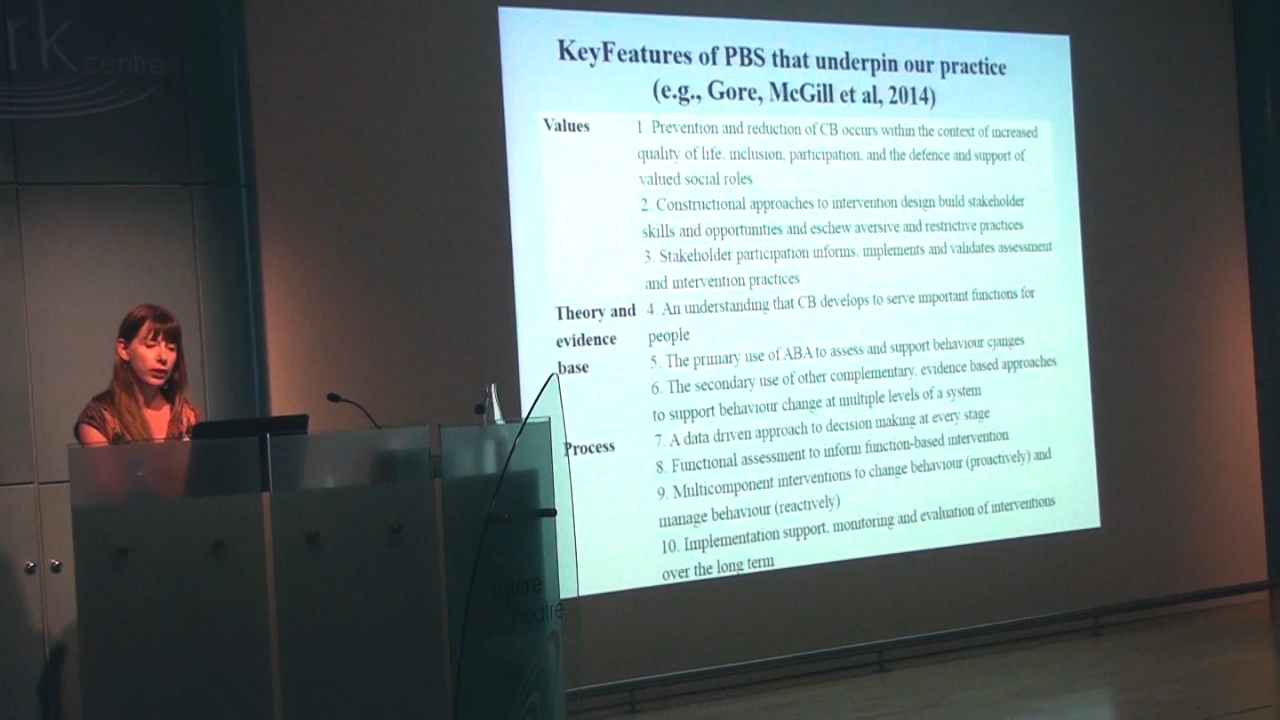 rk
centre
KeyFeatures of PBS that underpin our practice
(e.g., Gore, McGill et al, 2014)
Values 1. Prevention and reduction of CB occurs within the context of increased
quality of life, inclusion, participation, and the defence and support of
valued social roles
2. Constructional approaches to intervention design build stakeholder
skills and opportunities and eschew aversive and restrictive practices
3. Stakeholder participation informs, implements and validates assessment
and intervention practices
Theory and 4. An understanding that CB develops to serve important functions for
evidence people
base 5. The primary use of ABA to assess and support behaviour cjanges
6. The secondary use of other complementary, evidence based approaches
to support behaviour change at multiple levels of a system
Process 7. A data driven approach to decision making at every stage
8. Functional assessment to inform function-based intervention
9. Multicomponent interventions to change behaviour (proactively) and
manage behaviour (reactively)
10. Implementation support, monitoring and evaluation of interventions
over the long term
squire